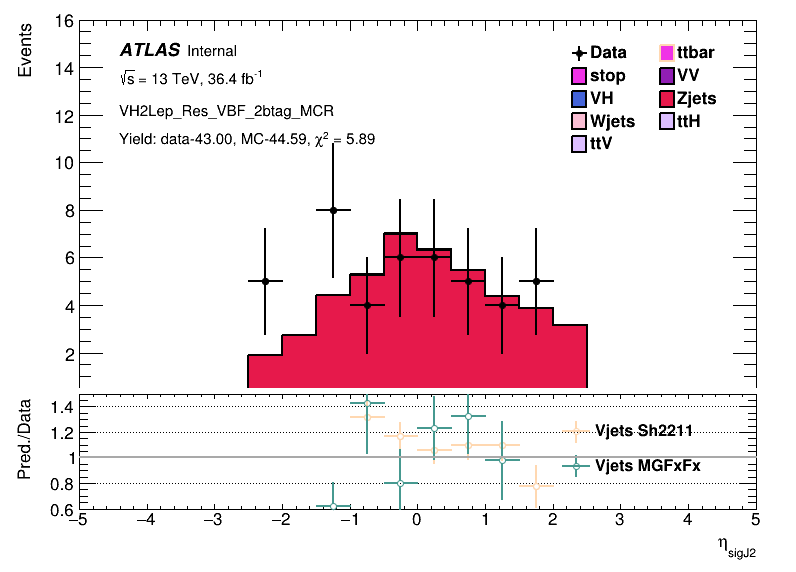 Events
16
14
12
10
8
6
4
2
ATLAS Internal
√s = 13 TeV, 36.4 fb⁻¹
VH2Lep_Res_VBF_2btag_MCR
Yield: data-43.00, MC-44.59, χ² = 5.89
Data
ttbar
stop
VV
VH
Zjets
Wjets
ttH
ttV
Pred./Data
1.4
1.2
1
0.8
0.6
Vjets Sh2211
Vjets MGFxFx
−5 −4 −3 −2 −1 0 1 2 3 4 5
η_sigJ2